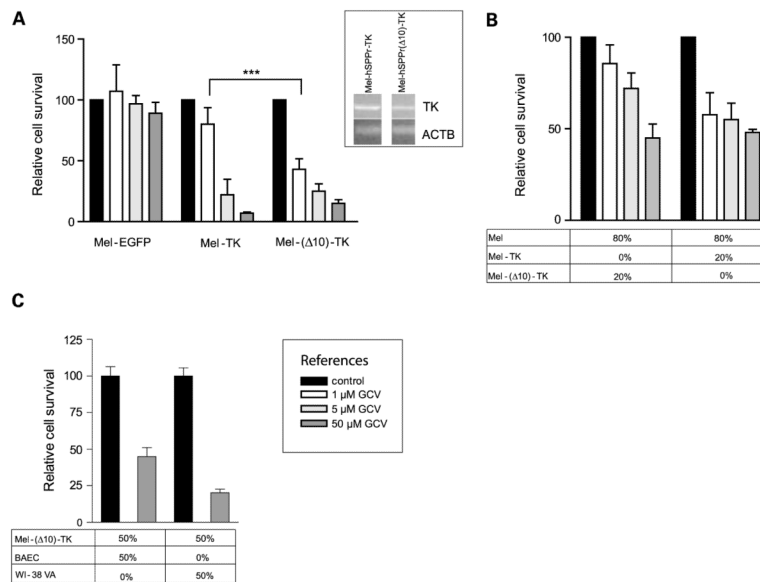 A
Relative cell survival
150
100
50
0
***
Mel-EGFP
Mel-TK
Mel-(Δ10)-TK
Mel-hSPPr-TK
Mel-hSPPr(Δ10)-TK
TK
ACTB
B
Relative cell survival
100
50
0
Mel 80% 80%
Mel-TK 0% 20%
Mel-(Δ10)-TK 20% 0%
C
Relative cell survival
125
100
75
50
25
0
Mel-(Δ10)-TK 50% 50%
BAEC 50% 0%
WI-38 VA 0% 50%
References
control
1 µM GCV
5 µM GCV
50 µM GCV